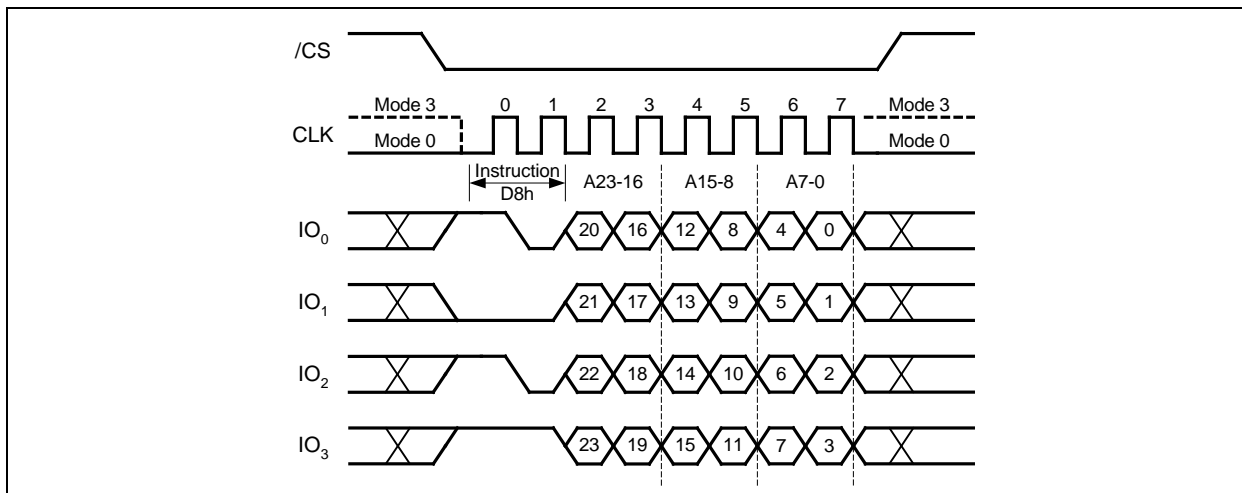 /CS
Mode 3 0 1 2 3 4 5 6 7 Mode 3
CLK
Mode 0 Mode 0
Instruction
D8h
A23-16 A15-8 A7-0
IO0 20 16 12 8 4 0
IO1 21 17 13 9 5 1
IO2 22 18 14 10 6 2
IO3 23 19 15 11 7 3